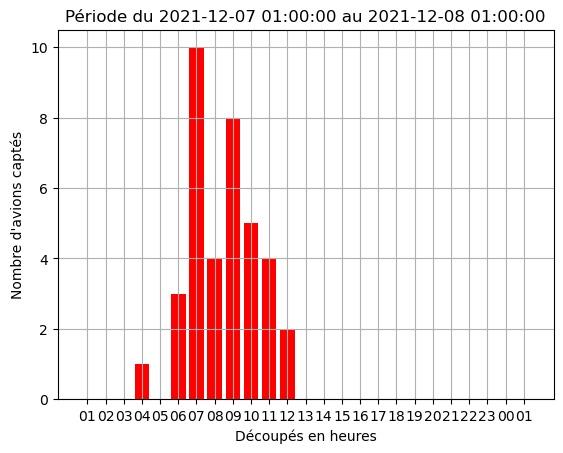 Période du 2021-12-07 01:00:00 au 2021-12-08 01:00:00
10
8
6
4
2
0
Nombre d'avions captés
01 02 03 04 05 06 07 08 09 10 11 12 13 14 15 16 17 18 19 20 21 22 23 00 01
Découpés en heures